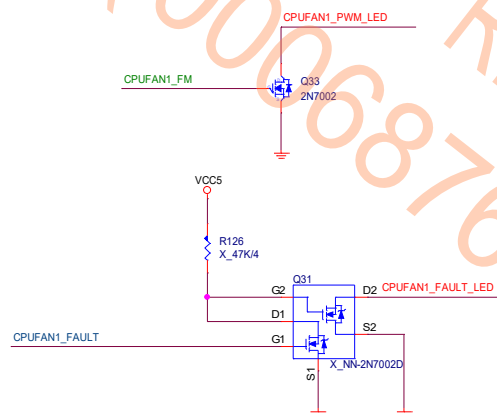 CPUFAN1_PWM_LED
CPUFAN1_FM
Q33
2N7002
VCC5
R126
X_47K/4
Q31
G2
D2
CPUFAN1_FAULT_LED
D1
S2
CPUFAN1_FAULT
G1
X_NN-2N7002D
S1